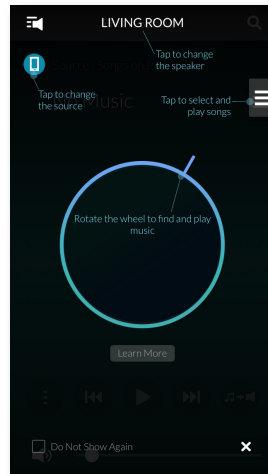 LIVING ROOM
Tap to change
the speaker
Music
Tap to change
the source
Tap to select and
play songs
Rotate the wheel to find and play
music
Learn More
Do Not Show Again